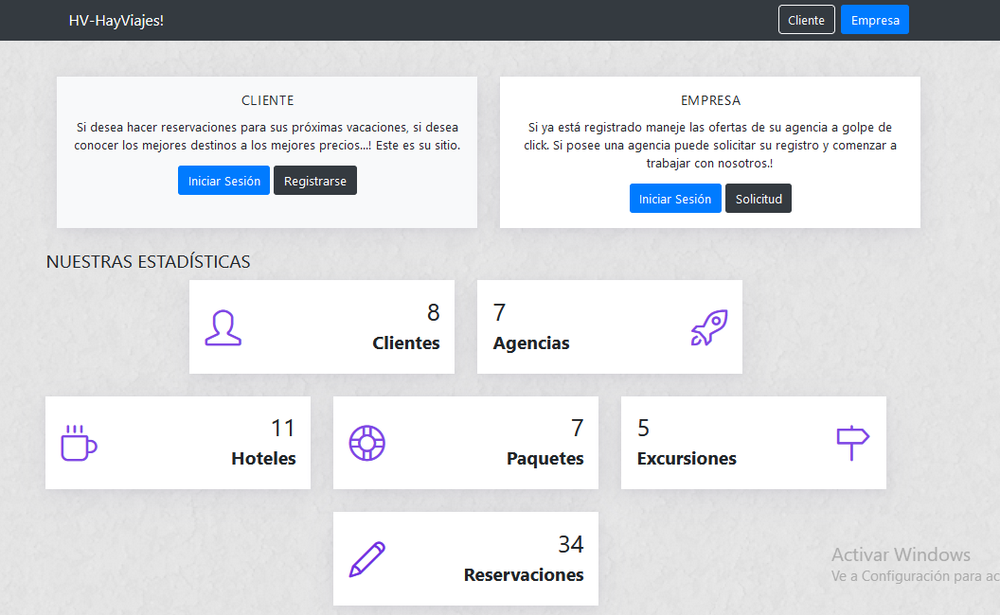 HV-HayViajes!
Cliente
Empresa
CLIENTE
Si desea hacer reservaciones para sus próximas vacaciones, si desea
conocer los mejores destinos a los mejores precios...! Este es su sitio.
Iniciar Sesión
Registrarse
EMPRESA
Si ya está registrado maneje las ofertas de su agencia a golpe de
click. Si posee una agencia puede solicitar su registro y comenzar a
trabajar con nosotros.!
Iniciar Sesión
Solicitud
NUESTRAS ESTADÍSTICAS
8
Clientes
7
Agencias
11
Hoteles
7
Paquetes
5
Excursiones
34
Reservaciones
Activar Windows
Ve a Configuración para ac